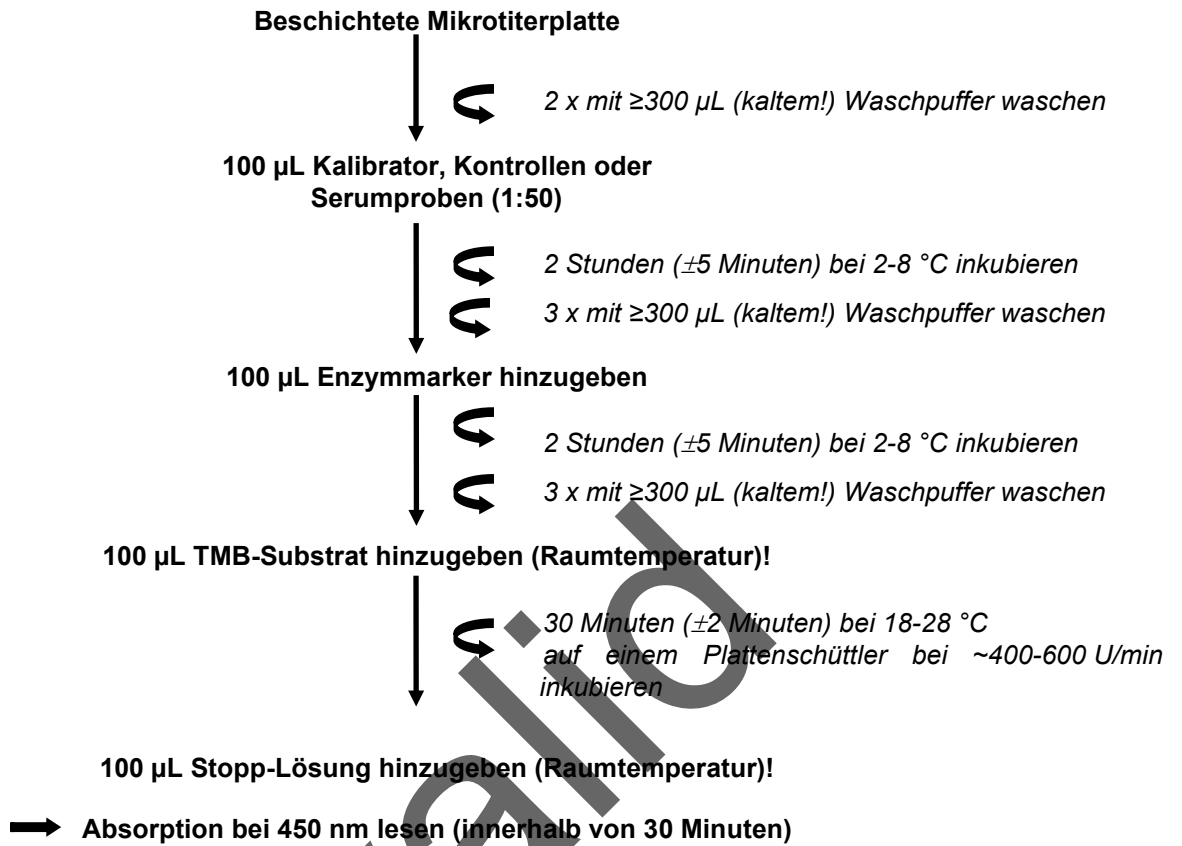 Beschichtete Mikrotiterplatte
2 x mit ≥300 µL (kaltem!) Waschpuffer waschen
100 µL Kalibrator, Kontrollen oder
Serumproben (1:50)
2 Stunden (±5 Minuten) bei 2-8 °C inkubieren
3 x mit ≥300 µL (kaltem!) Waschpuffer waschen
100 µL Enzymmarker hinzugeben
2 Stunden (±5 Minuten) bei 2-8 °C inkubieren
3 x mit ≥300 µL (kaltem!) Waschpuffer waschen
100 µL TMB-Substrat hinzugeben (Raumtemperatur)!
30 Minuten (±2 Minuten) bei 18-28 °C
auf einem Plattenschüttler bei ~400-600 U/min
inkubieren
100 µL Stopp-Lösung hinzugeben (Raumtemperatur)!
Absorption bei 450 nm lesen (innerhalb von 30 Minuten)